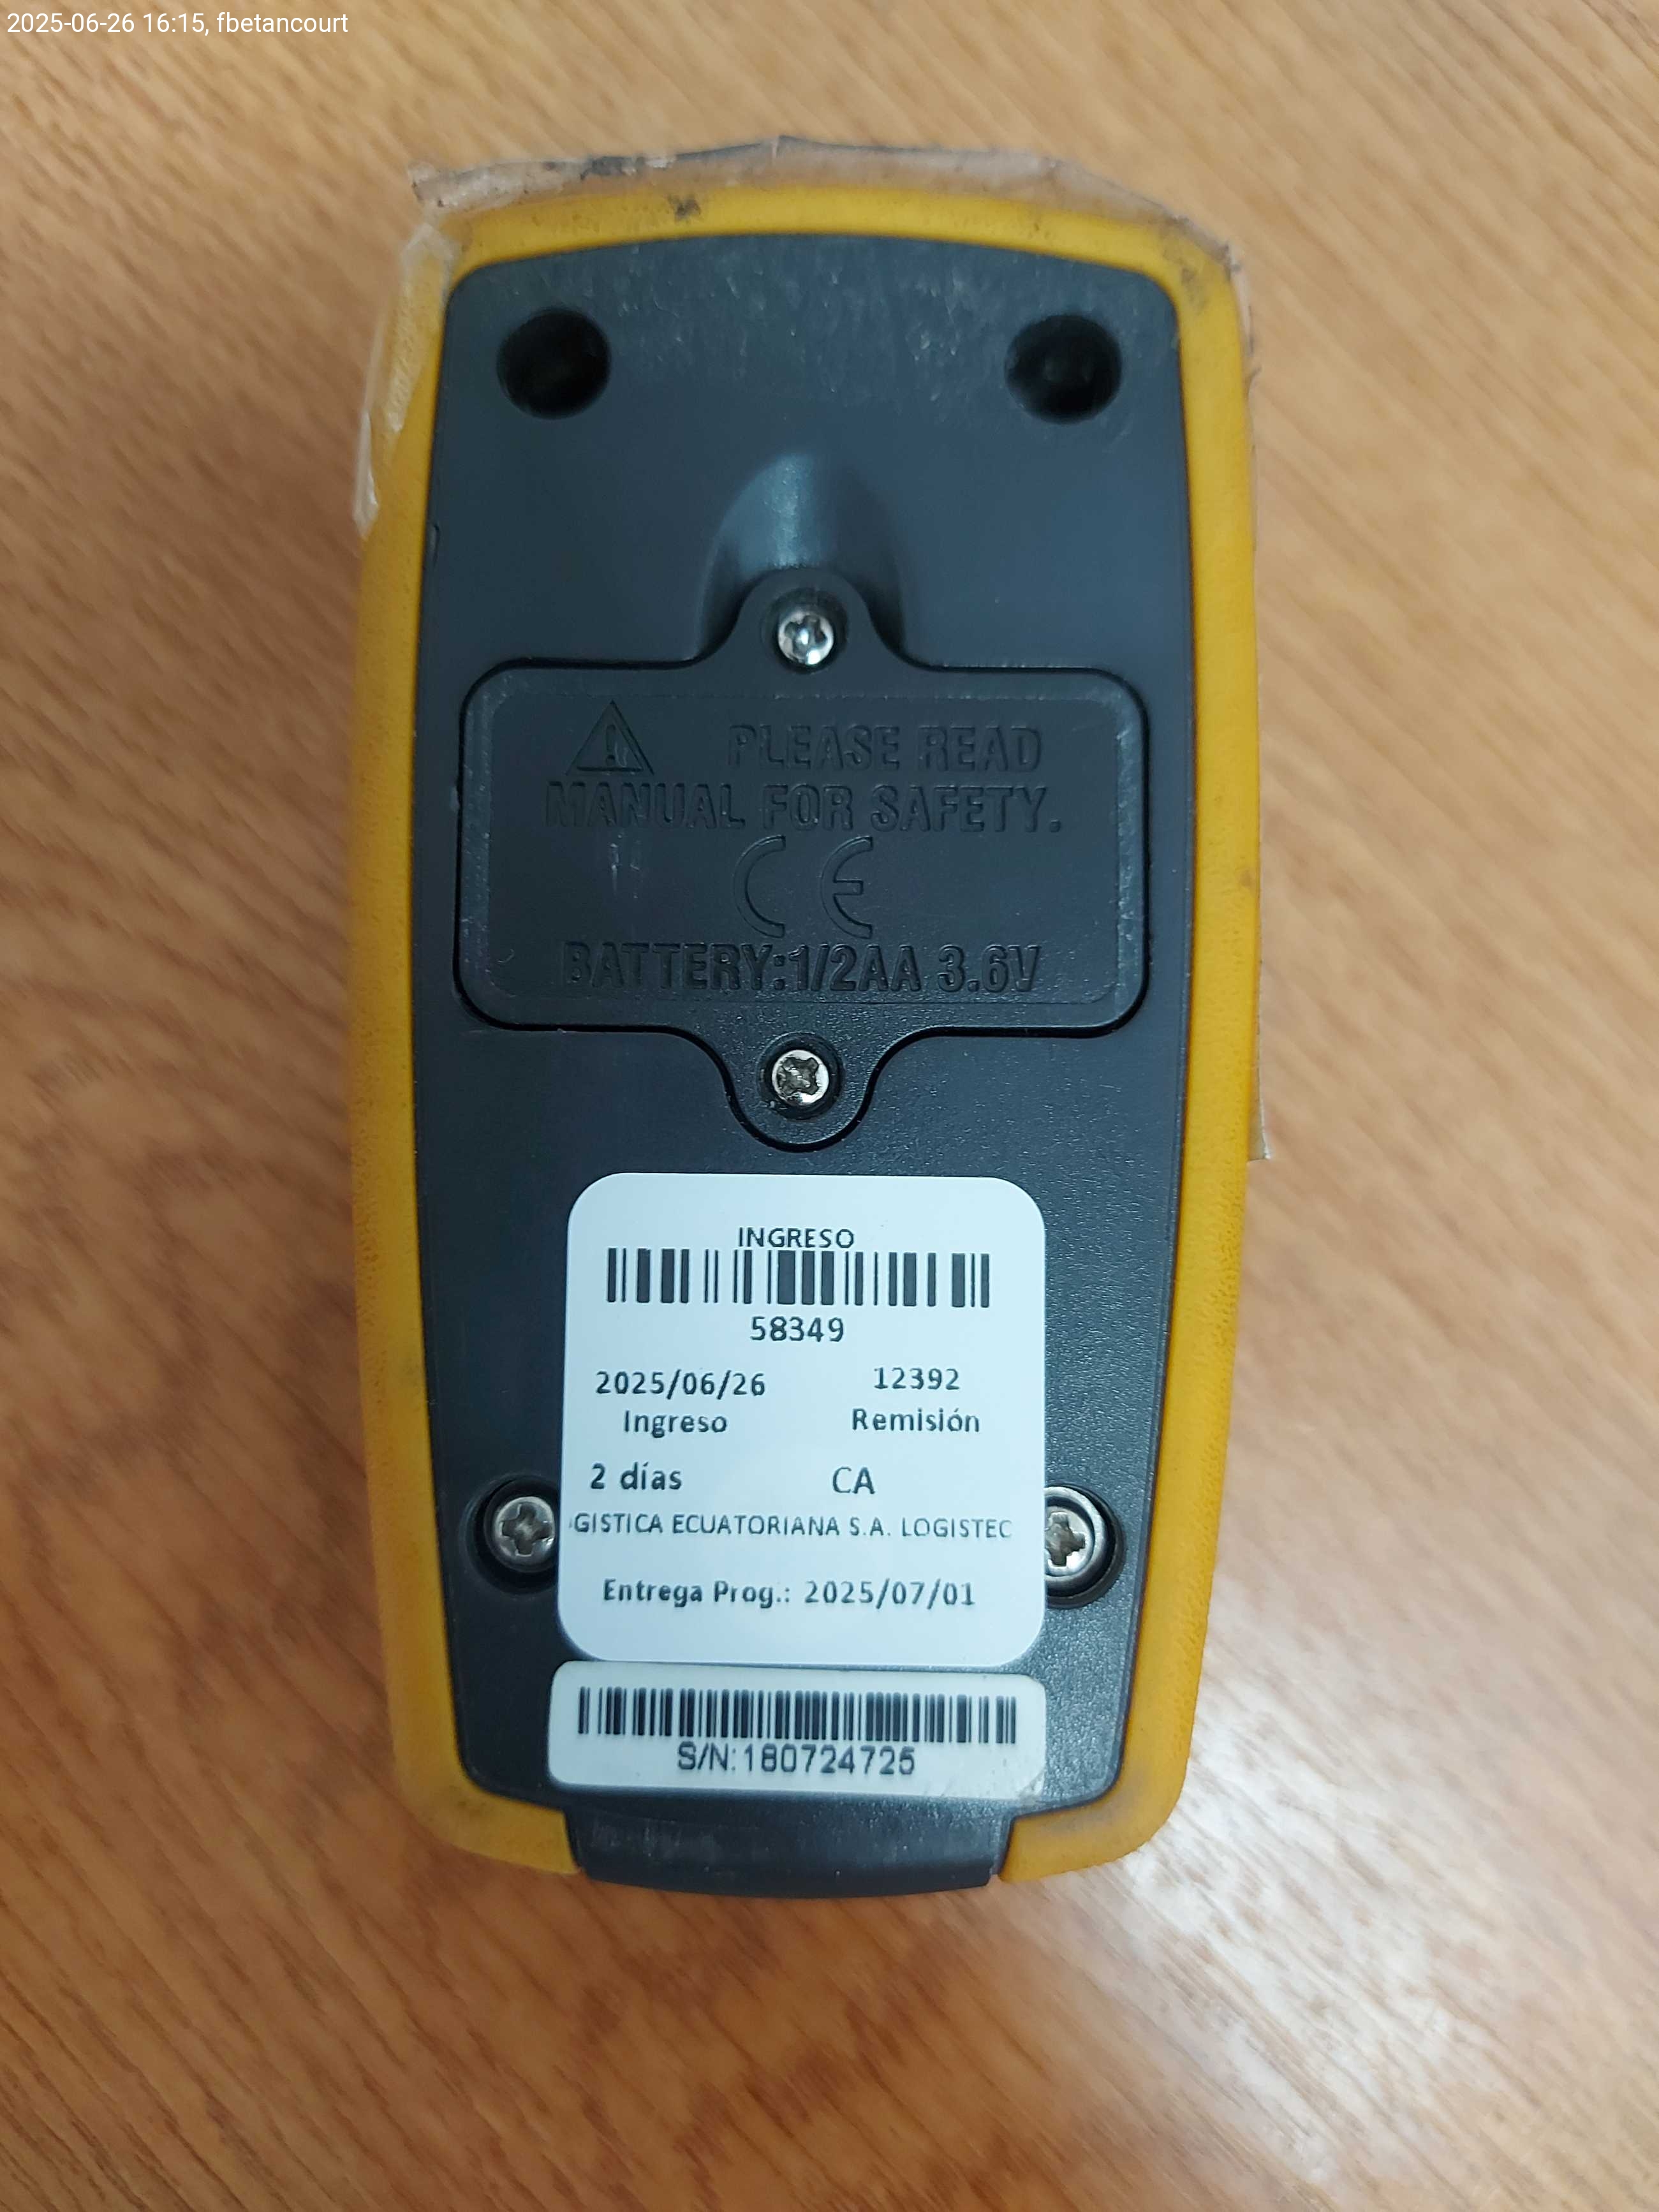 2025-06-26 16:15, fbetancourt
PLEASE READ
MANUAL FOR SAFETY.
CE
BATTERY:1/2AA 3.6V
INGRESO
58349
2025/06/26 12392
Ingreso Remisión
2 días CA
GISTICA ECUATORIANA S.A. LOGISTEC
Entrega Prog.: 2025/07/01
S/N:180724725